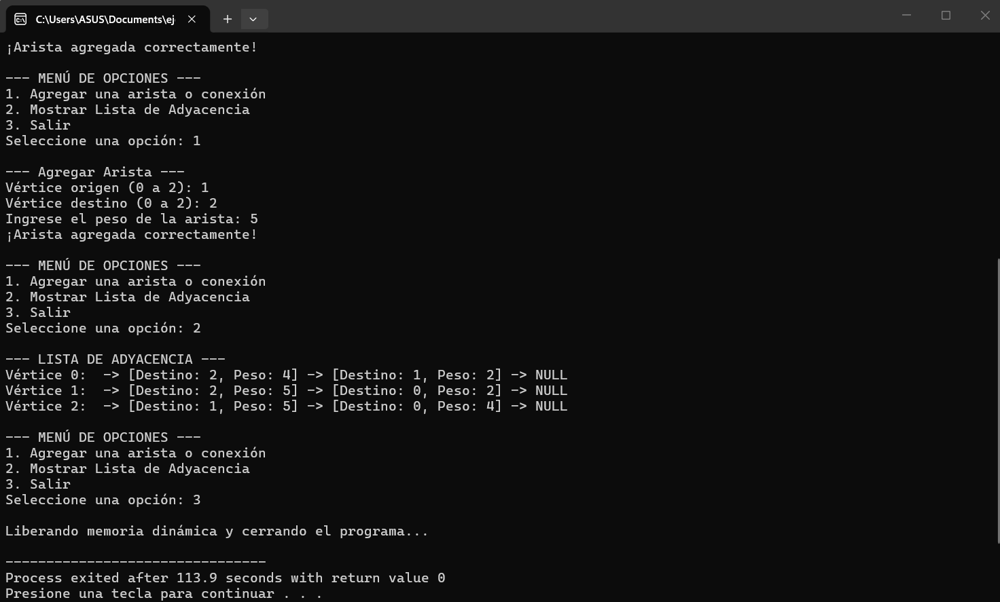 C:\Users\ASUS\Documents\ej
¡Arista agregada correctamente!
--- MENÚ DE OPCIONES ---
1. Agregar una arista o conexión
2. Mostrar Lista de Adyacencia
3. Salir
Seleccione una opción: 1
--- Agregar Arista ---
Vértice origen (0 a 2): 1
Vértice destino (0 a 2): 2
Ingrese el peso de la arista: 5
¡Arista agregada correctamente!
--- MENÚ DE OPCIONES ---
1. Agregar una arista o conexión
2. Mostrar Lista de Adyacencia
3. Salir
Seleccione una opción: 2
--- LISTA DE ADYACENCIA ---
Vértice 0:  -> [Destino: 2, Peso: 4] -> [Destino: 1, Peso: 2] -> NULL
Vértice 1:  -> [Destino: 2, Peso: 5] -> [Destino: 0, Peso: 2] -> NULL
Vértice 2:  -> [Destino: 1, Peso: 5] -> [Destino: 0, Peso: 4] -> NULL
--- MENÚ DE OPCIONES ---
1. Agregar una arista o conexión
2. Mostrar Lista de Adyacencia
3. Salir
Seleccione una opción: 3
Liberando memoria dinámica y cerrando el programa...
--------------------------------
Process exited after 113.9 seconds with return value 0
Presione una tecla para continuar . . .